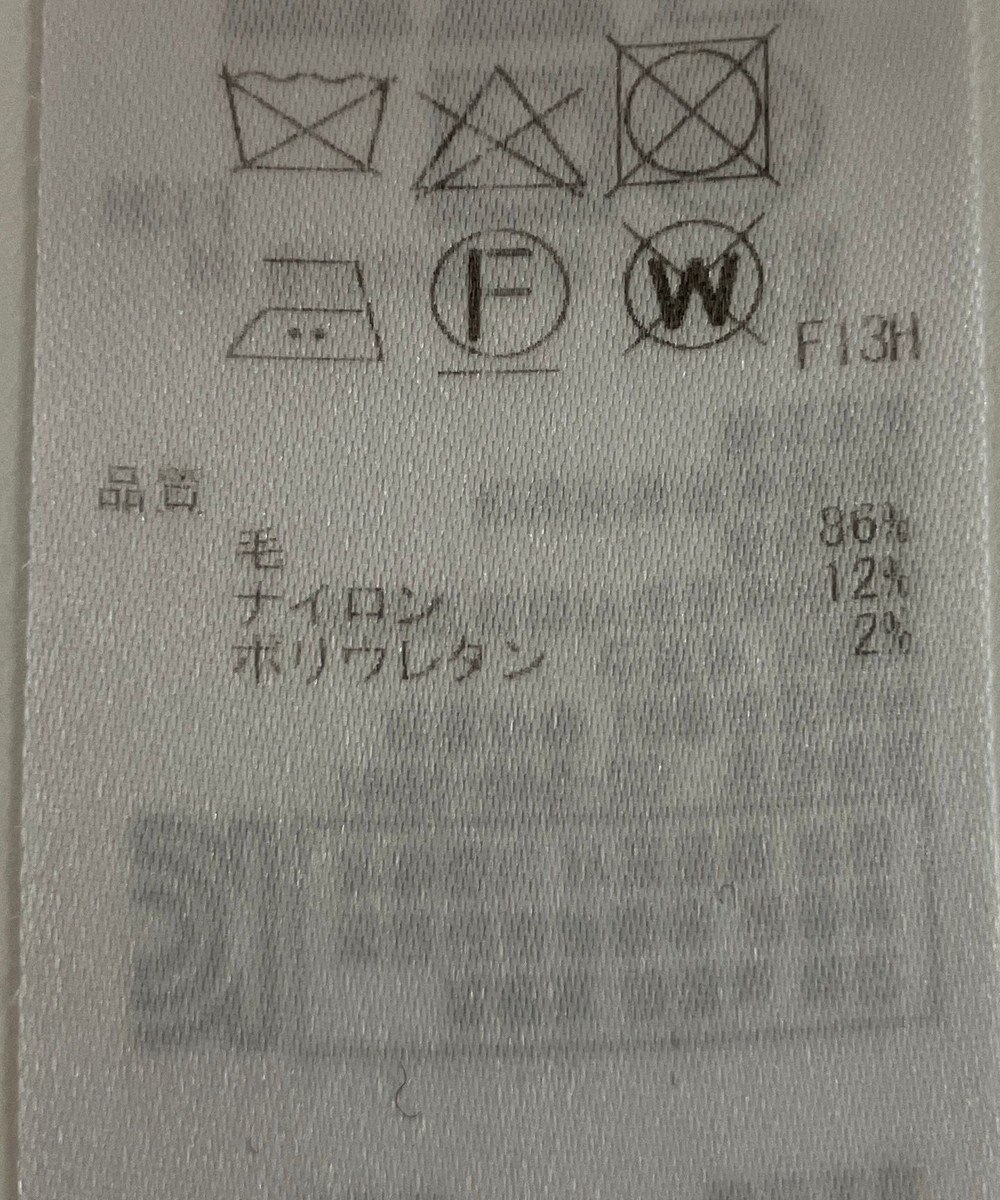 F W F13H
品質
毛 86%
ナイロン 12%
ポリウレタン 2%